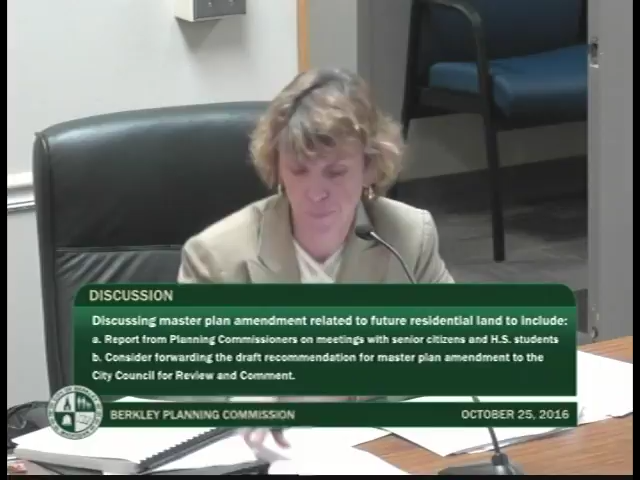 DISCUSSION
Discussing master plan amendment related to future residential land to include:
a. Report from Planning Commissioners on meetings with senior citizens and H.S. students
b. Consider forwarding the draft recommendation for master plan amendment to the
City Council for Review and Comment.
BERKLEY PLANNING COMMISSION
OCTOBER 25, 2016